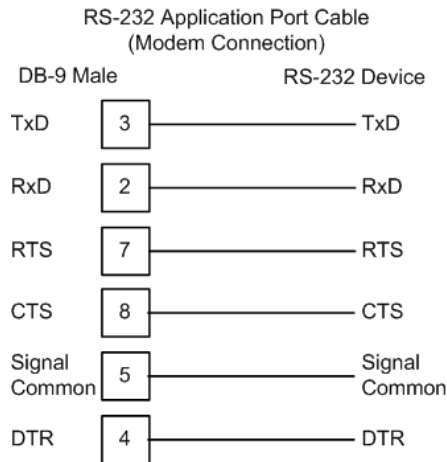 RS-232 Application Port Cable
(Modem Connection)
DB-9 Male RS-232 Device
TxD 3 TxD
RxD 2 RxD
RTS 7 RTS
CTS 8 CTS
Signal Common 5 Signal Common
DTR 4 DTR